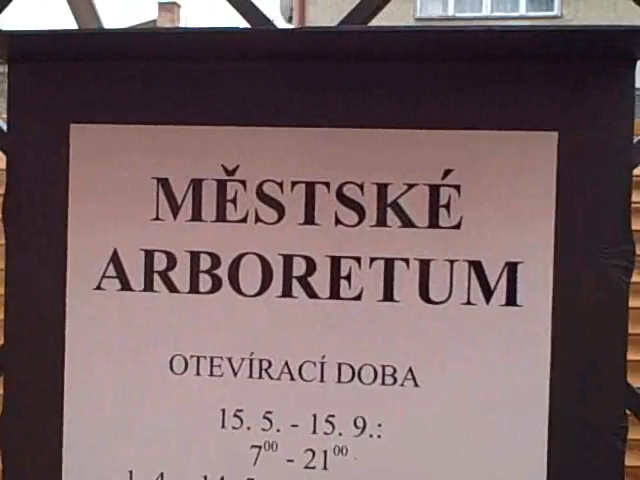 MĚSTSKÉ
ARBORETUM
OTEVÍRACÍ DOBA
15. 5. - 15. 9.:
7⁰⁰ - 21⁰⁰